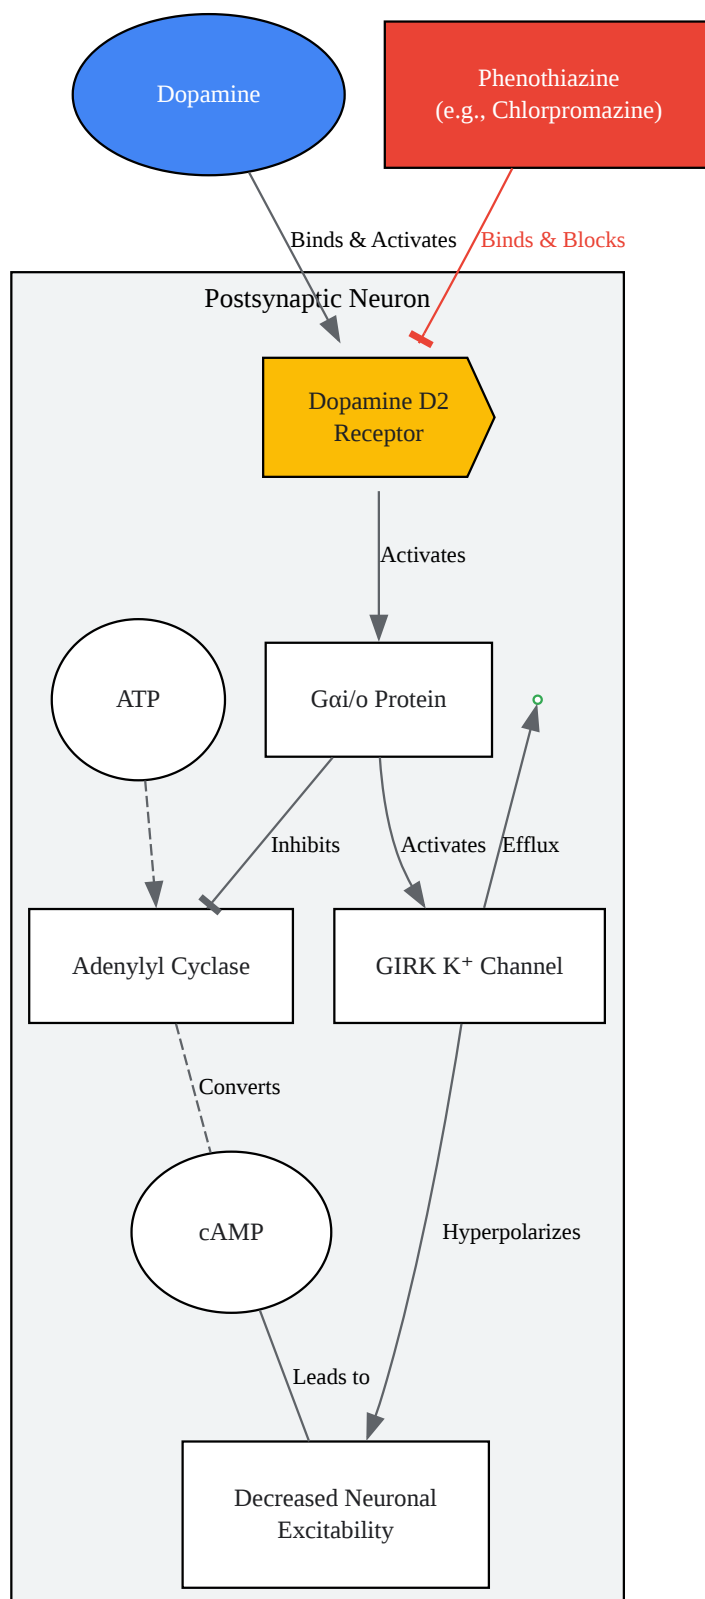 Dopamine
Phenothiazine
(e.g., Chlorpromazine)
Binds & Activates
Binds & Blocks
Postsynaptic Neuron
Dopamine D2
Receptor
Activates
ATP
Gαi/o Protein
Inhibits
Activates
Efflux
Adenylyl Cyclase
GIRK K⁺ Channel
Converts
cAMP
Hyperpolarizes
Leads to
Decreased Neuronal
Excitability